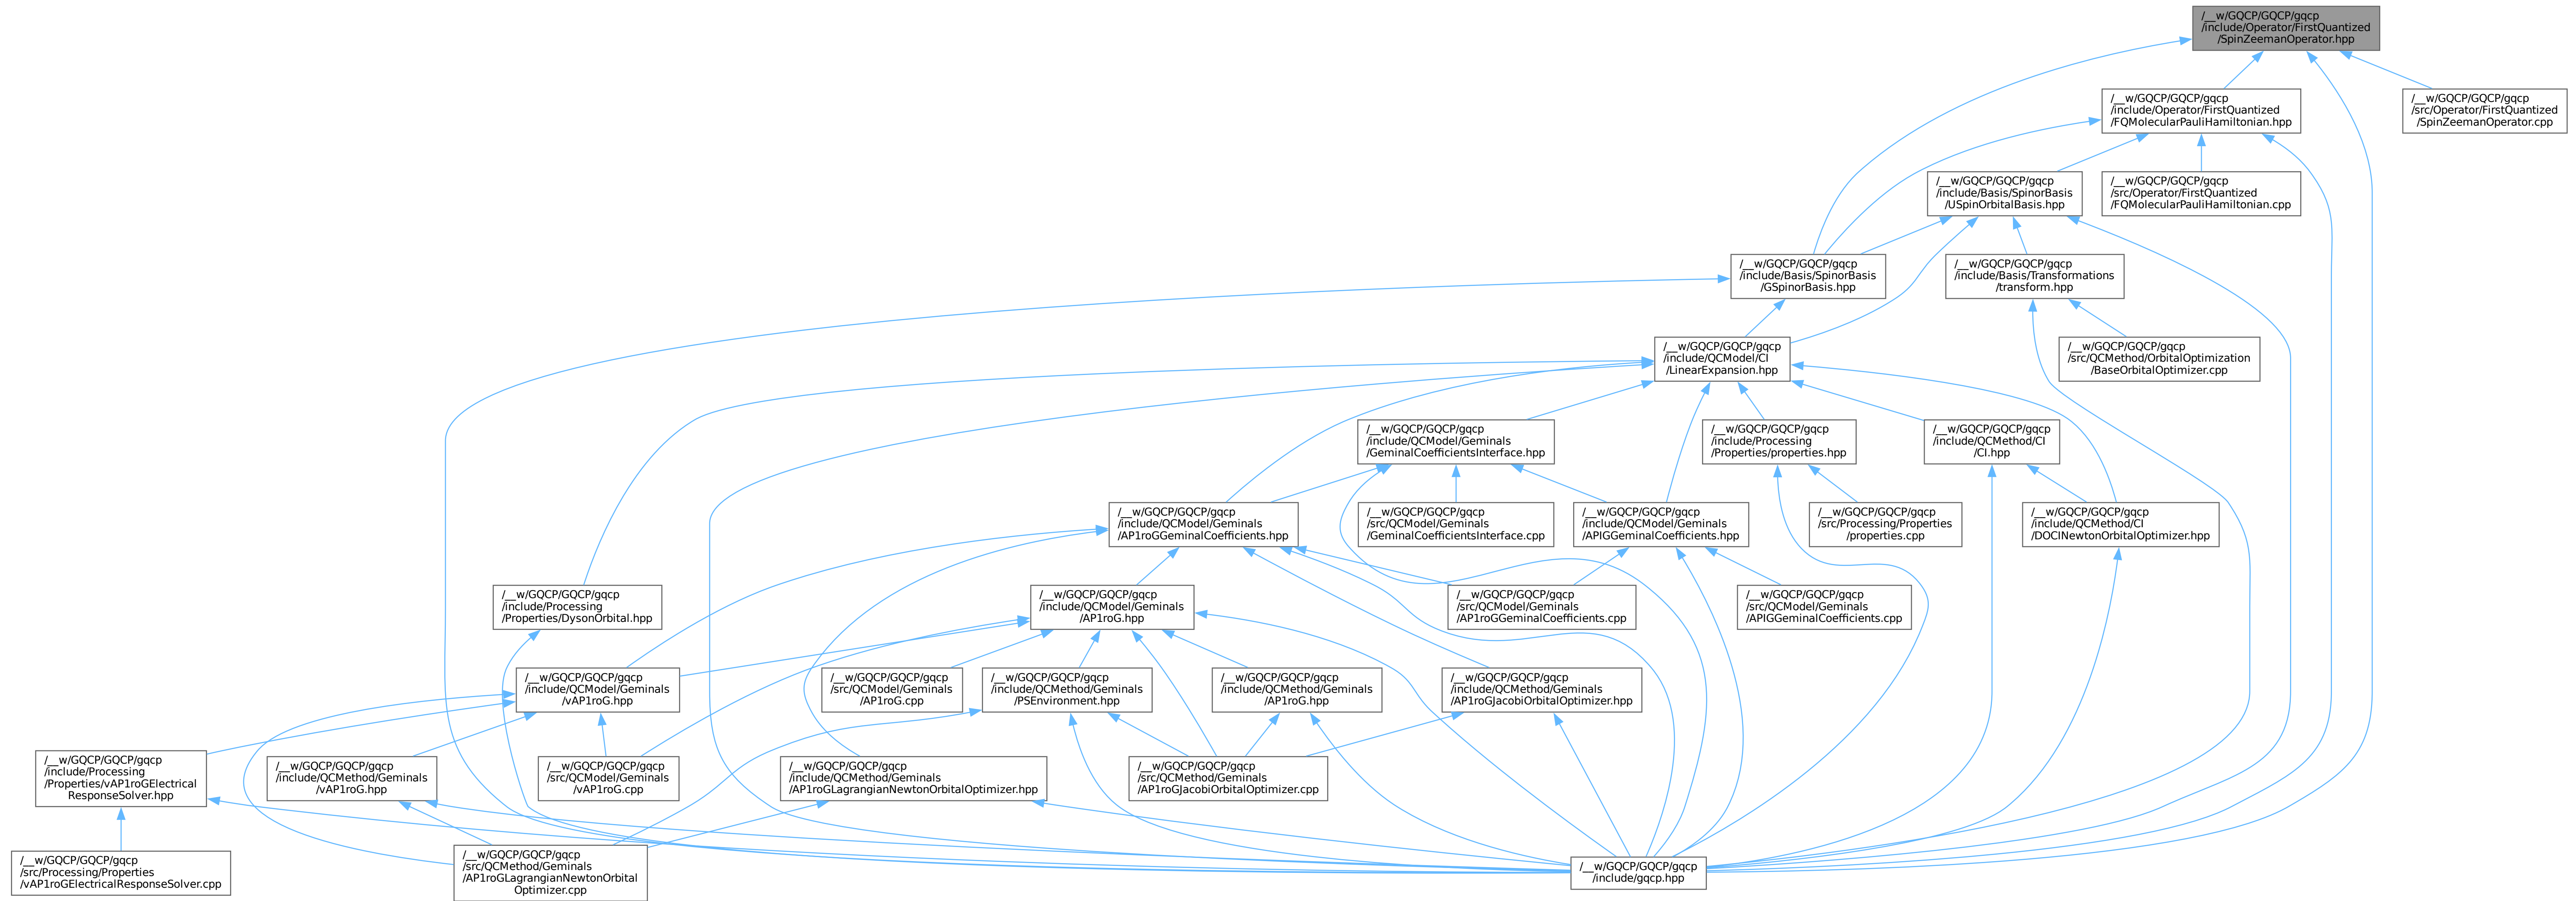 /__w/GQCP/GQCP/gqcp
/include/Operator/FirstQuantized
/SpinZeemanOperator.hpp
/__w/GQCP/GQCP/gqcp
/include/Operator/FirstQuantized
/FQMolecularPauliHamiltonian.hpp
/__w/GQCP/GQCP/gqcp
/src/Operator/FirstQuantized
/SpinZeemanOperator.cpp
/__w/GQCP/GQCP/gqcp
/include/Basis/SpinorBasis
/USpinOrbitalBasis.hpp
/__w/GQCP/GQCP/gqcp
/src/Operator/FirstQuantized
/FQMolecularPauliHamiltonian.cpp
/__w/GQCP/GQCP/gqcp
/include/Basis/SpinorBasis
/GSpinorBasis.hpp
/__w/GQCP/GQCP/gqcp
/include/Basis/Transformations
/transform.hpp
/__w/GQCP/GQCP/gqcp
/include/QCModel/CI
/LinearExpansion.hpp
/__w/GQCP/GQCP/gqcp
/src/QCMethod/OrbitalOptimization
/BaseOrbitalOptimizer.cpp
/__w/GQCP/GQCP/gqcp
/include/QCModel/Geminals
/GeminalCoefficientsInterface.hpp
/__w/GQCP/GQCP/gqcp
/include/Processing
/Properties/properties.hpp
/__w/GQCP/GQCP/gqcp
/include/QCMethod/CI
/CI.hpp
/__w/GQCP/GQCP/gqcp
/include/QCModel/Geminals
/AP1roGGeminalCoefficients.hpp
/__w/GQCP/GQCP/gqcp
/src/QCModel/Geminals
/GeminalCoefficientsInterface.cpp
/__w/GQCP/GQCP/gqcp
/include/QCModel/Geminals
/APIGGeminalCoefficients.hpp
/__w/GQCP/GQCP/gqcp
/src/Processing/Properties
/properties.cpp
/__w/GQCP/GQCP/gqcp
/include/QCMethod/CI
/DOCINewtonOrbitalOptimizer.hpp
/__w/GQCP/GQCP/gqcp
/include/Processing
/Properties/DysonOrbital.hpp
/__w/GQCP/GQCP/gqcp
/include/QCModel/Geminals
/AP1roG.hpp
/__w/GQCP/GQCP/gqcp
/src/QCModel/Geminals
/AP1roGGeminalCoefficients.cpp
/__w/GQCP/GQCP/gqcp
/src/QCModel/Geminals
/APIGGeminalCoefficients.cpp
/__w/GQCP/GQCP/gqcp
/include/QCModel/Geminals
/vAP1roG.hpp
/__w/GQCP/GQCP/gqcp
/src/QCModel/Geminals
/AP1roG.cpp
/__w/GQCP/GQCP/gqcp
/include/QCMethod/Geminals
/PSEnvironment.hpp
/__w/GQCP/GQCP/gqcp
/include/QCMethod/Geminals
/AP1roG.hpp
/__w/GQCP/GQCP/gqcp
/include/QCMethod/Geminals
/AP1roGJacobiOrbitalOptimizer.hpp
/__w/GQCP/GQCP/gqcp
/include/Processing
/Properties/vAP1roGElectrical
ResponseSolver.hpp
/__w/GQCP/GQCP/gqcp
/include/QCMethod/Geminals
/vAP1roG.hpp
/__w/GQCP/GQCP/gqcp
/src/QCModel/Geminals
/vAP1roG.cpp
/__w/GQCP/GQCP/gqcp
/include/QCMethod/Geminals
/AP1roGLagrangianNewtonOrbitalOptimizer.hpp
/__w/GQCP/GQCP/gqcp
/src/QCMethod/Geminals
/AP1roGJacobiOrbitalOptimizer.cpp
/__w/GQCP/GQCP/gqcp
/src/Processing/Properties
/vAP1roGElectricalResponseSolver.cpp
/__w/GQCP/GQCP/gqcp
/src/QCMethod/Geminals
/AP1roGLagrangianNewtonOrbital
Optimizer.cpp
/__w/GQCP/GQCP/gqcp
/include/gqcp.hpp